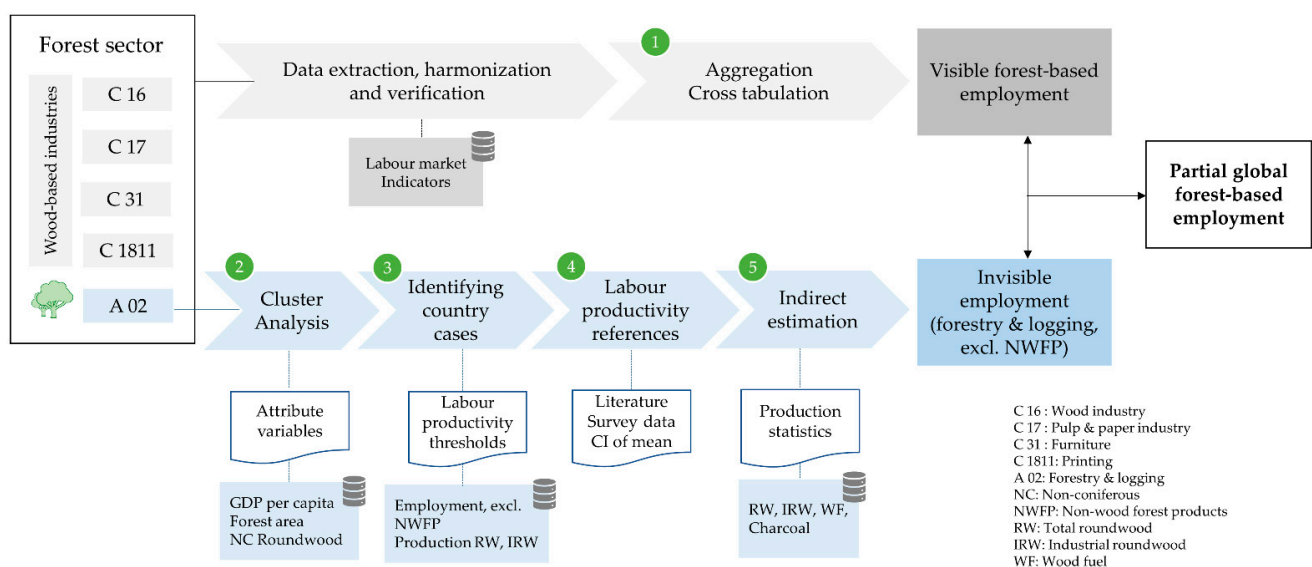 Forest sector
Wood-based industries
C 16
C 17
C 31
C 1811
A 02
Data extraction, harmonization
and verification
Labour market
Indicators
1
Aggregation
Cross tabulation
Visible forest-based
employment
Partial global
forest-based
employment
2
Cluster
Analysis
3
Identifying
country
cases
4
Labour
productivity
references
5
Indirect
estimation
Invisible
employment
(forestry & logging,
excl. NWFP)
Attribute
variables
Labour
productivity
thresholds
Literature
Survey data
CI of mean
Production
statistics
GDP per capita
Forest area
NC Roundwood
Employment, excl.
NWFP
Production RW, IRW
RW, IRW, WF,
Charcoal
C 16 : Wood industry
C 17 : Pulp & paper industry
C 31 : Furniture
C 1811: Printing
A 02: Forestry & logging
NC: Non-coniferous
NWFP: Non-wood forest products
RW: Total roundwood
IRW: Industrial roundwood
WF: Wood fuel